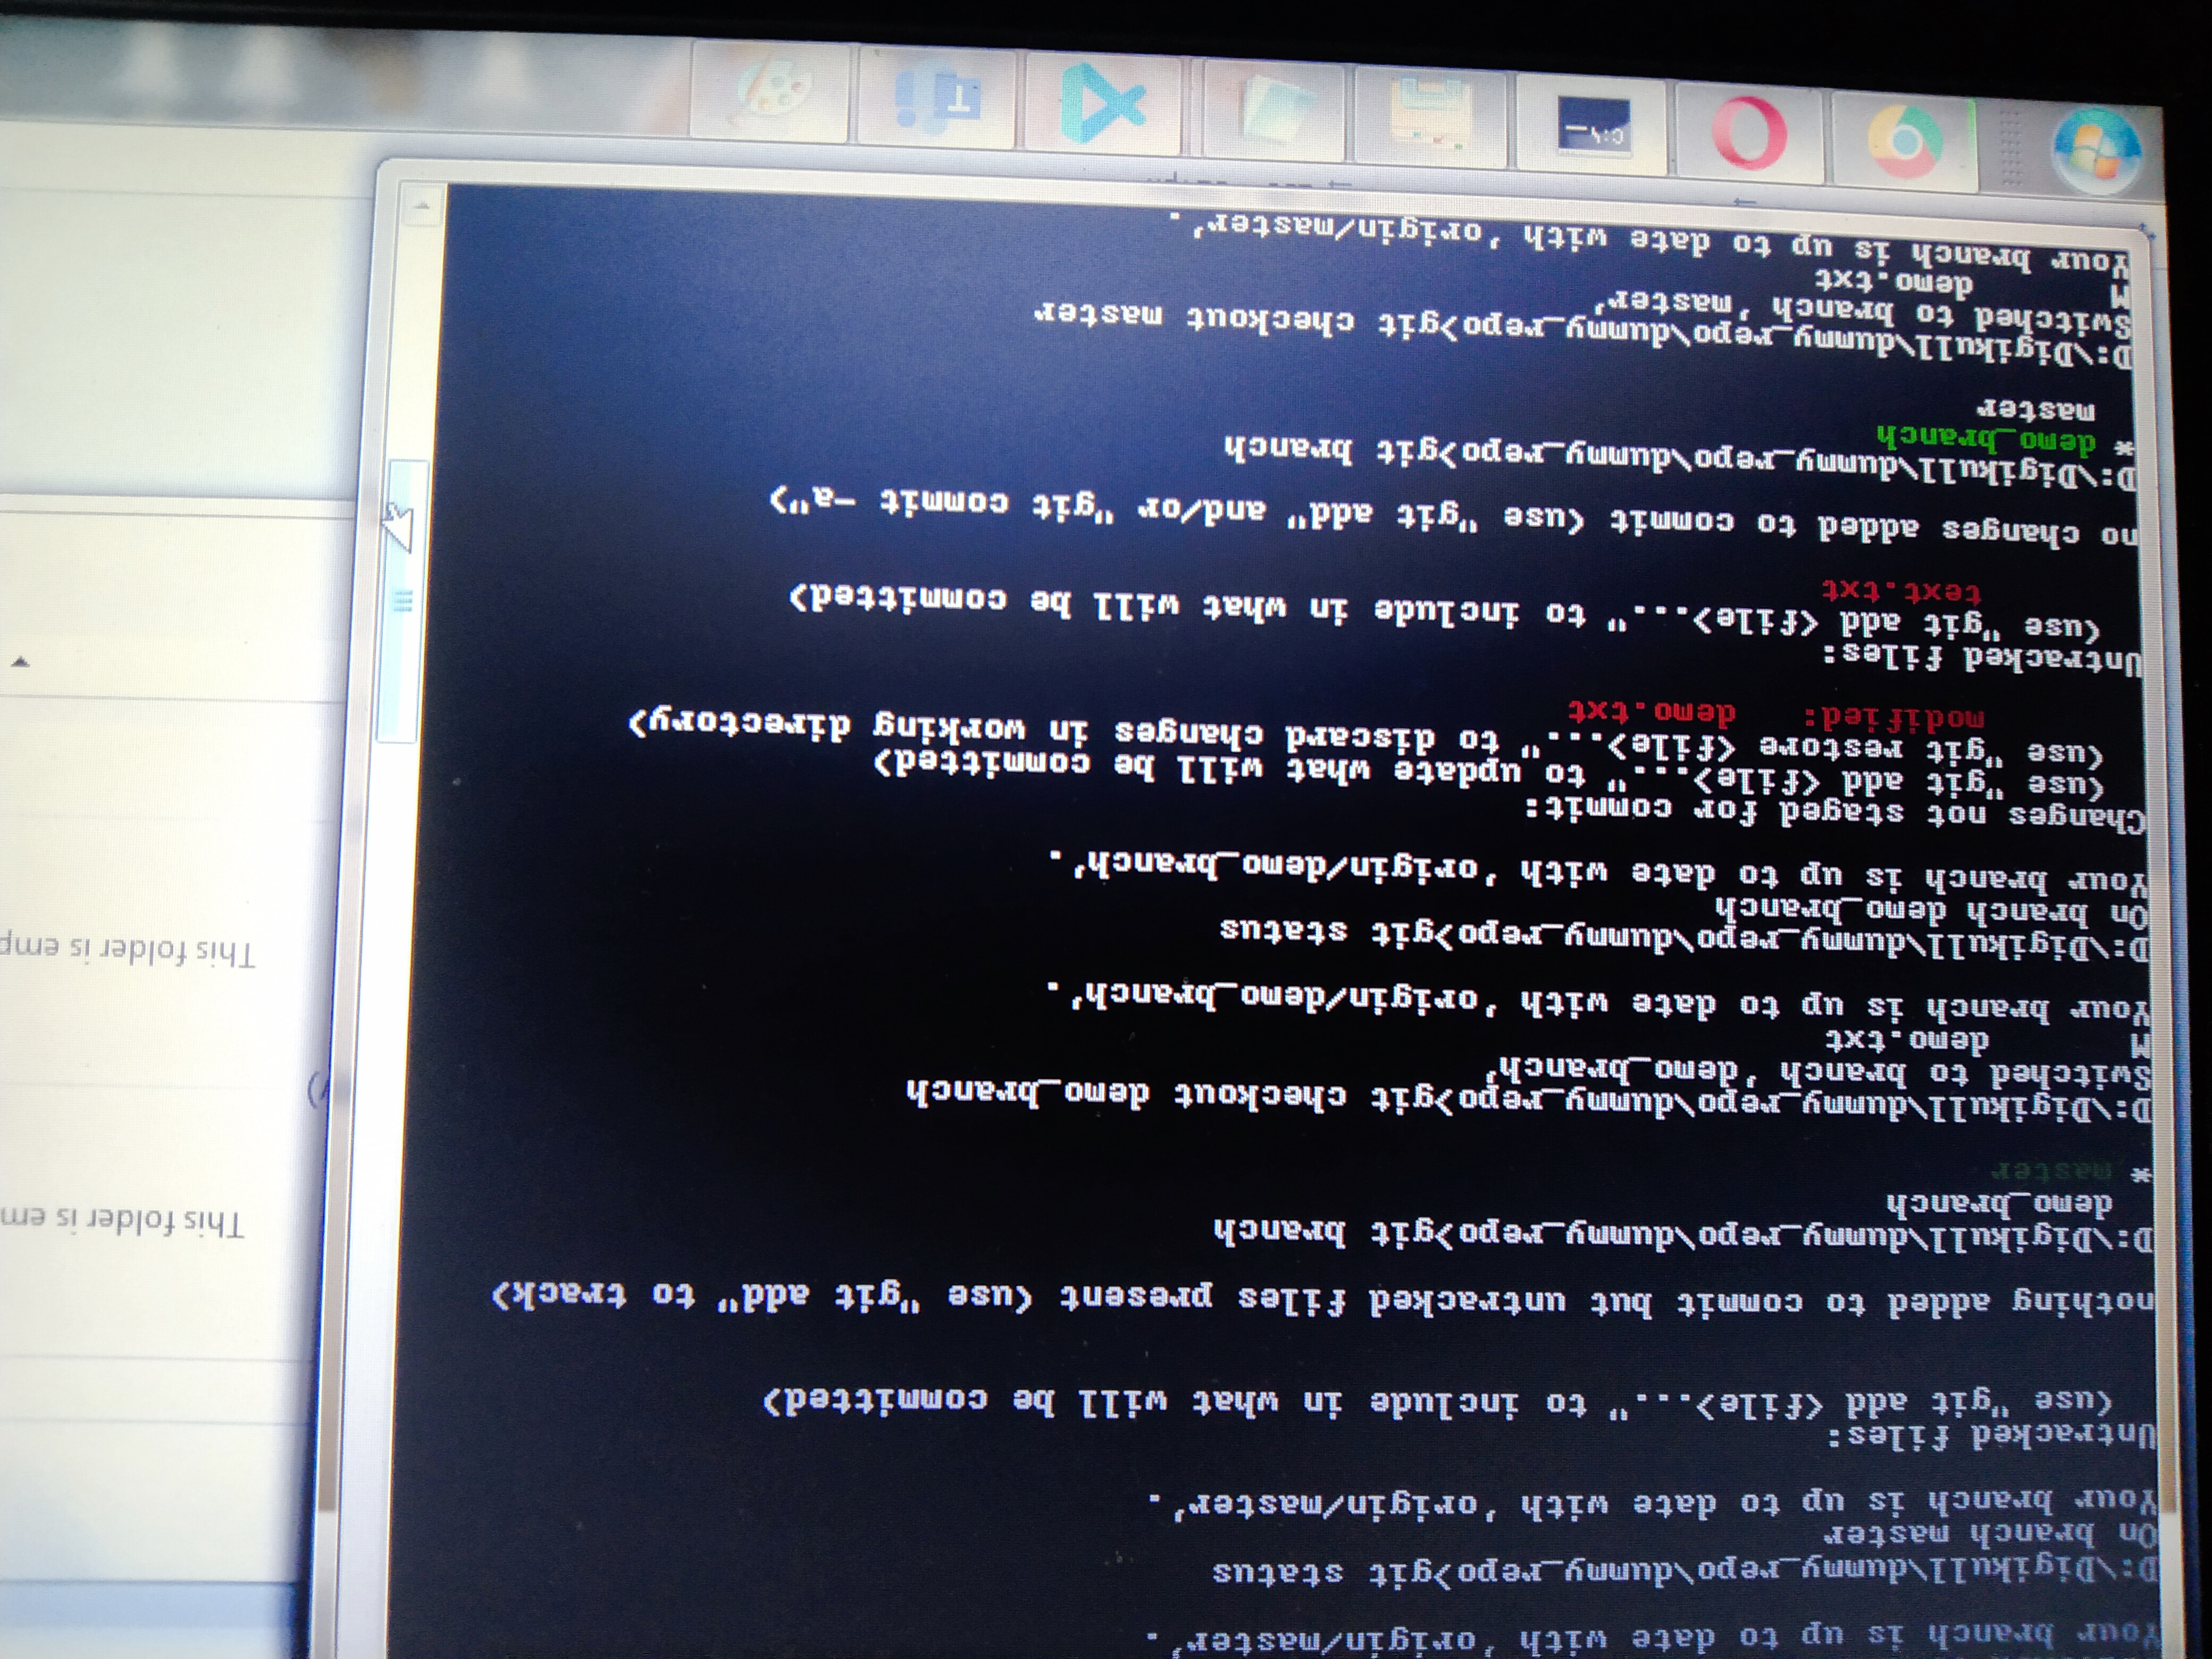 Your branch is up to date with 'origin/master'.
D:\Digikull\dummy_repo\dummy_repo>git status
On branch master
Your branch is up to date with 'origin/master'.
Untracked files:
  (use "git add <file>..." to include in what will be committed)
nothing added to commit but untracked files present (use "git add" to track)
D:\Digikull\dummy_repo\dummy_repo>git branch
  demo_branch
* master
D:\Digikull\dummy_repo\dummy_repo>git checkout demo_branch
Switched to branch 'demo_branch'
M       demo.txt
Your branch is up to date with 'origin/demo_branch'.
D:\Digikull\dummy_repo\dummy_repo>git status
On branch demo_branch
Your branch is up to date with 'origin/demo_branch'.
Changes not staged for commit:
  (use "git add <file>..." to update what will be committed)
  (use "git restore <file>..." to discard changes in working directory)
        modified:   demo.txt
Untracked files:
  (use "git add <file>..." to include in what will be committed)
        text.txt
no changes added to commit (use "git add" and/or "git commit -a")
D:\Digikull\dummy_repo\dummy_repo>git branch
* demo_branch
  master
D:\Digikull\dummy_repo\dummy_repo>git checkout master
Switched to branch 'master'
M       demo.txt
Your branch is up to date with 'origin/master'.
This folder is em
This folder is emp
C:\_
T